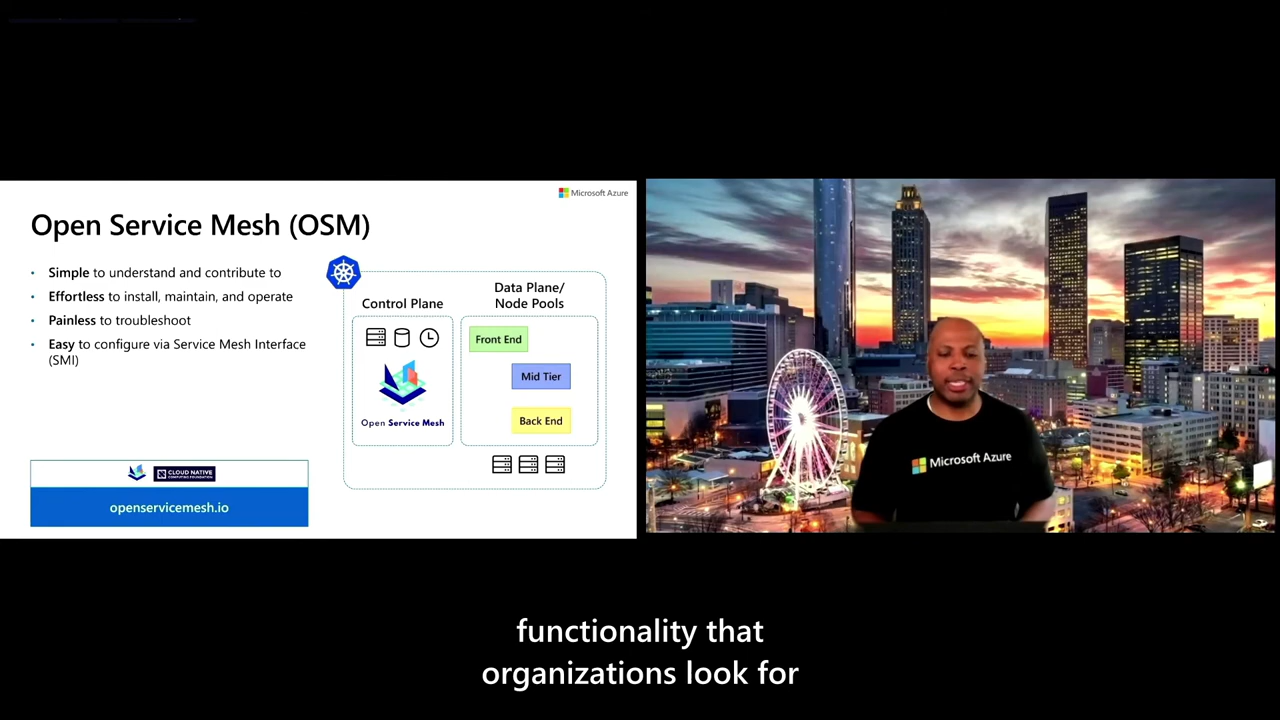 Microsoft Azure
Open Service Mesh (OSM)
• Simple to understand and contribute to
• Effortless to install, maintain, and operate
• Painless to troubleshoot
• Easy to configure via Service Mesh Interface
(SMI)
Control Plane
Data Plane/
Node Pools
Front End
Mid Tier
Back End
Open Service Mesh
CLOUD NATIVE
COMPUTING FOUNDATION
openservicemesh.io
Microsoft Azure
functionality that
organizations look for